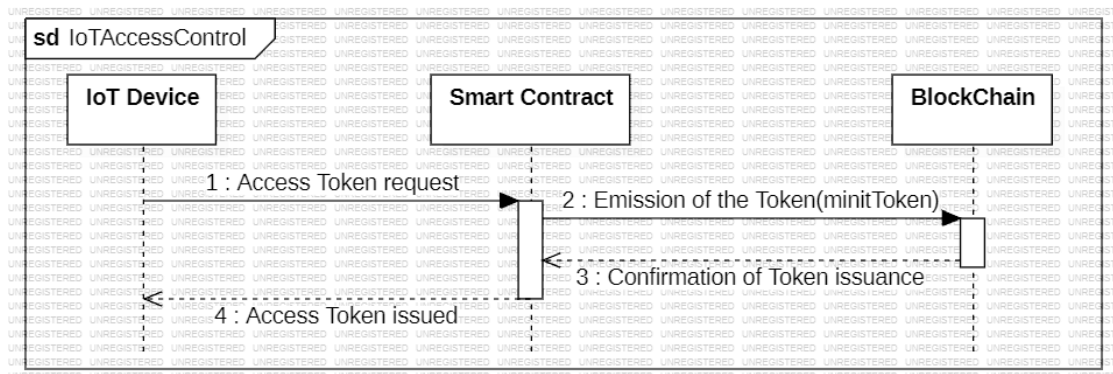 sd IoTAccessControl
IoT Device
Smart Contract
BlockChain
1 : Access Token request
2 : Emission of the Token(minitToken)
3 : Confirmation of Token issuance
4 : Access Token issued
UNREGISTERED